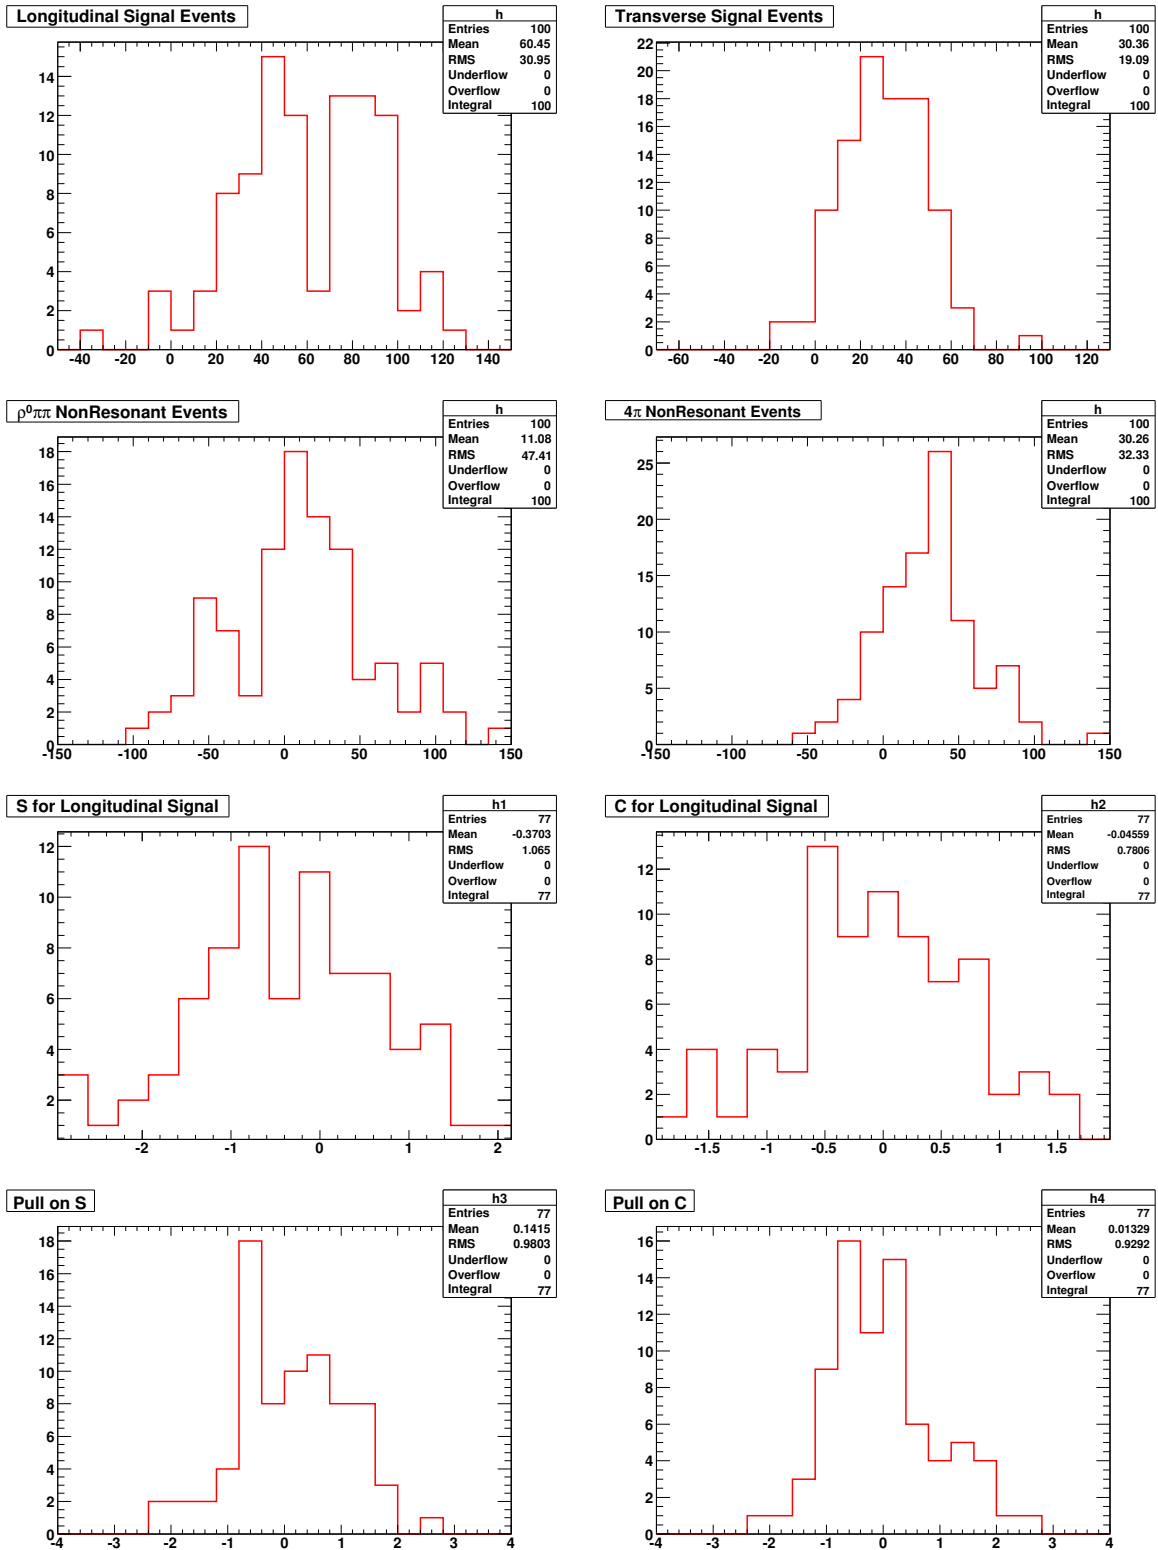 Longitudinal Signal Events
h
Entries 100
Mean 60.45
RMS 30.95
Underflow 0
Overflow 0
Integral 100
14
12
10
8
6
4
2
0
-40 -20 0 20 40 60 80 100 120 140
Transverse Signal Events
h
Entries 100
Mean 30.36
RMS 19.09
Underflow 0
Overflow 0
Integral 100
22
20
18
16
14
12
10
8
6
4
2
0
-60 -40 -20 0 20 40 60 80 100 120
ρ⁰ππ NonResonant Events
h
Entries 100
Mean 11.08
RMS 47.41
Underflow 0
Overflow 0
Integral 100
18
16
14
12
10
8
6
4
2
0
-150 -100 -50 0 50 100 150
4π NonResonant Events
h
Entries 100
Mean 30.26
RMS 32.33
Underflow 0
Overflow 0
Integral 100
25
20
15
10
5
0
-150 -100 -50 0 50 100 150
S for Longitudinal Signal
h1
Entries 77
Mean -0.3703
RMS 1.065
Underflow 0
Overflow 0
Integral 77
12
10
8
6
4
2
-2 -1 0 1 2
C for Longitudinal Signal
h2
Entries 77
Mean -0.04559
RMS 0.7806
Underflow 0
Overflow 0
Integral 77
12
10
8
6
4
2
0
-1.5 -1 -0.5 0 0.5 1 1.5
Pull on S
h3
Entries 77
Mean 0.1415
RMS 0.9803
Underflow 0
Overflow 0
Integral 77
18
16
14
12
10
8
6
4
2
0
-4 -3 -2 -1 0 1 2 3 4
Pull on C
h4
Entries 77
Mean 0.01329
RMS 0.9292
Underflow 0
Overflow 0
Integral 77
16
14
12
10
8
6
4
2
0
-4 -3 -2 -1 0 1 2 3 4